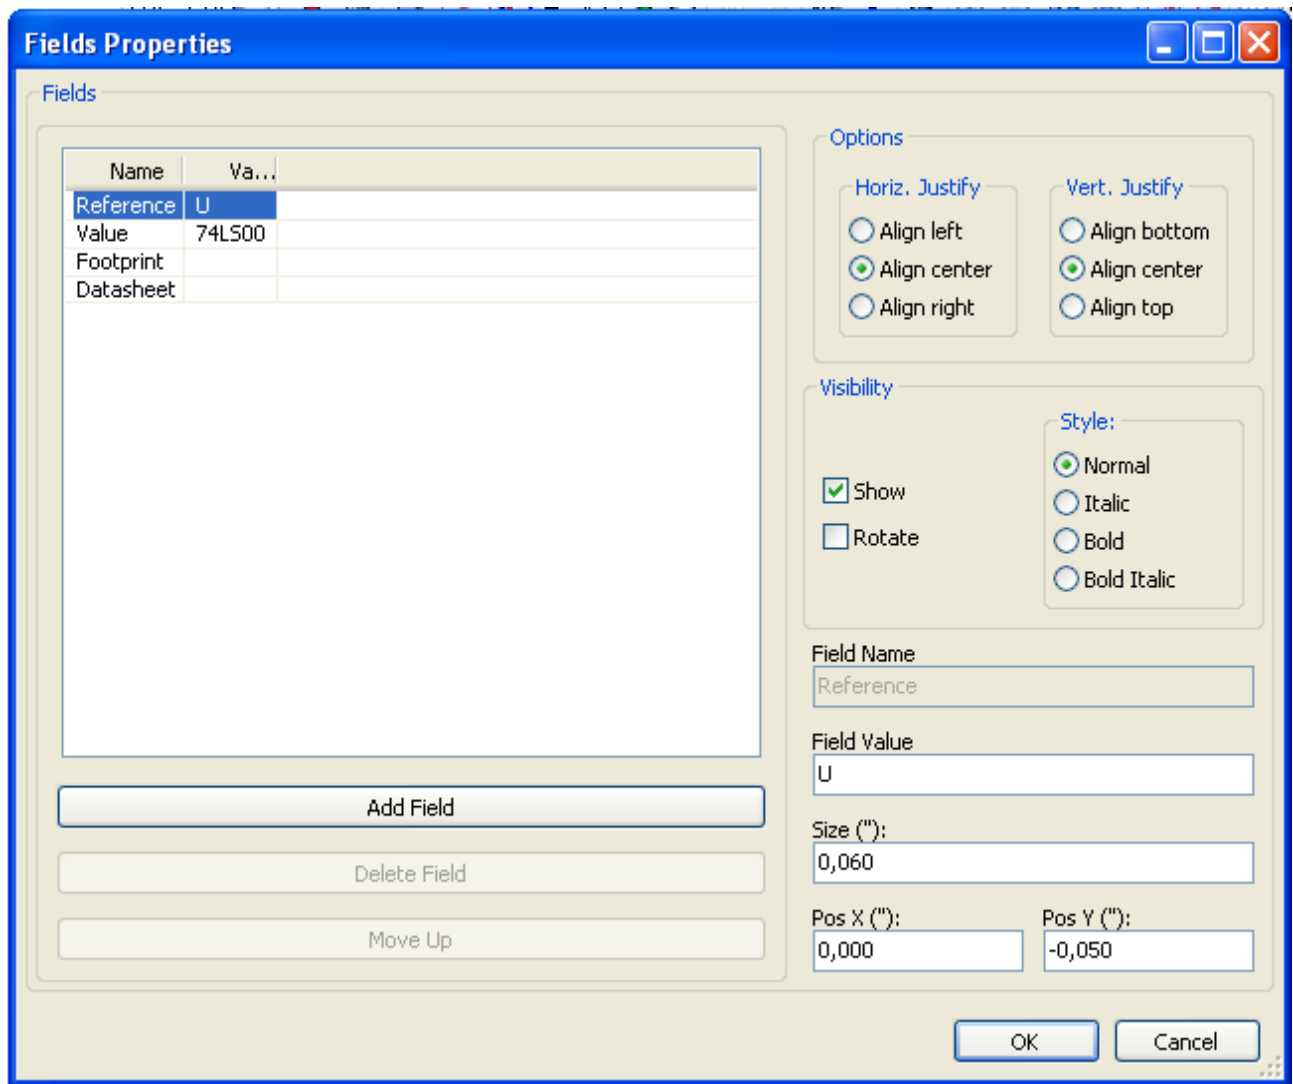 Fields Properties
Fields
Name Va...
Reference U
Value 74LS00
Footprint
Datasheet
Add Field
Delete Field
Move Up
Options
Horiz. Justify
Align left
Align center
Align right
Vert. Justify
Align bottom
Align center
Align top
Visibility
Show
Rotate
Style:
Normal
Italic
Bold
Bold Italic
Field Name
Reference
Field Value
U
Size ("):
0,060
Pos X ("): Pos Y ("):
0,000 -0,050
OK Cancel